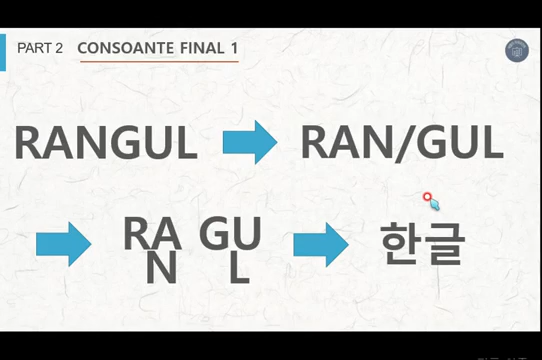 PART 2 CONSOANTE FINAL 1
RANGUL RAN/GUL
RA GU
N L
한글